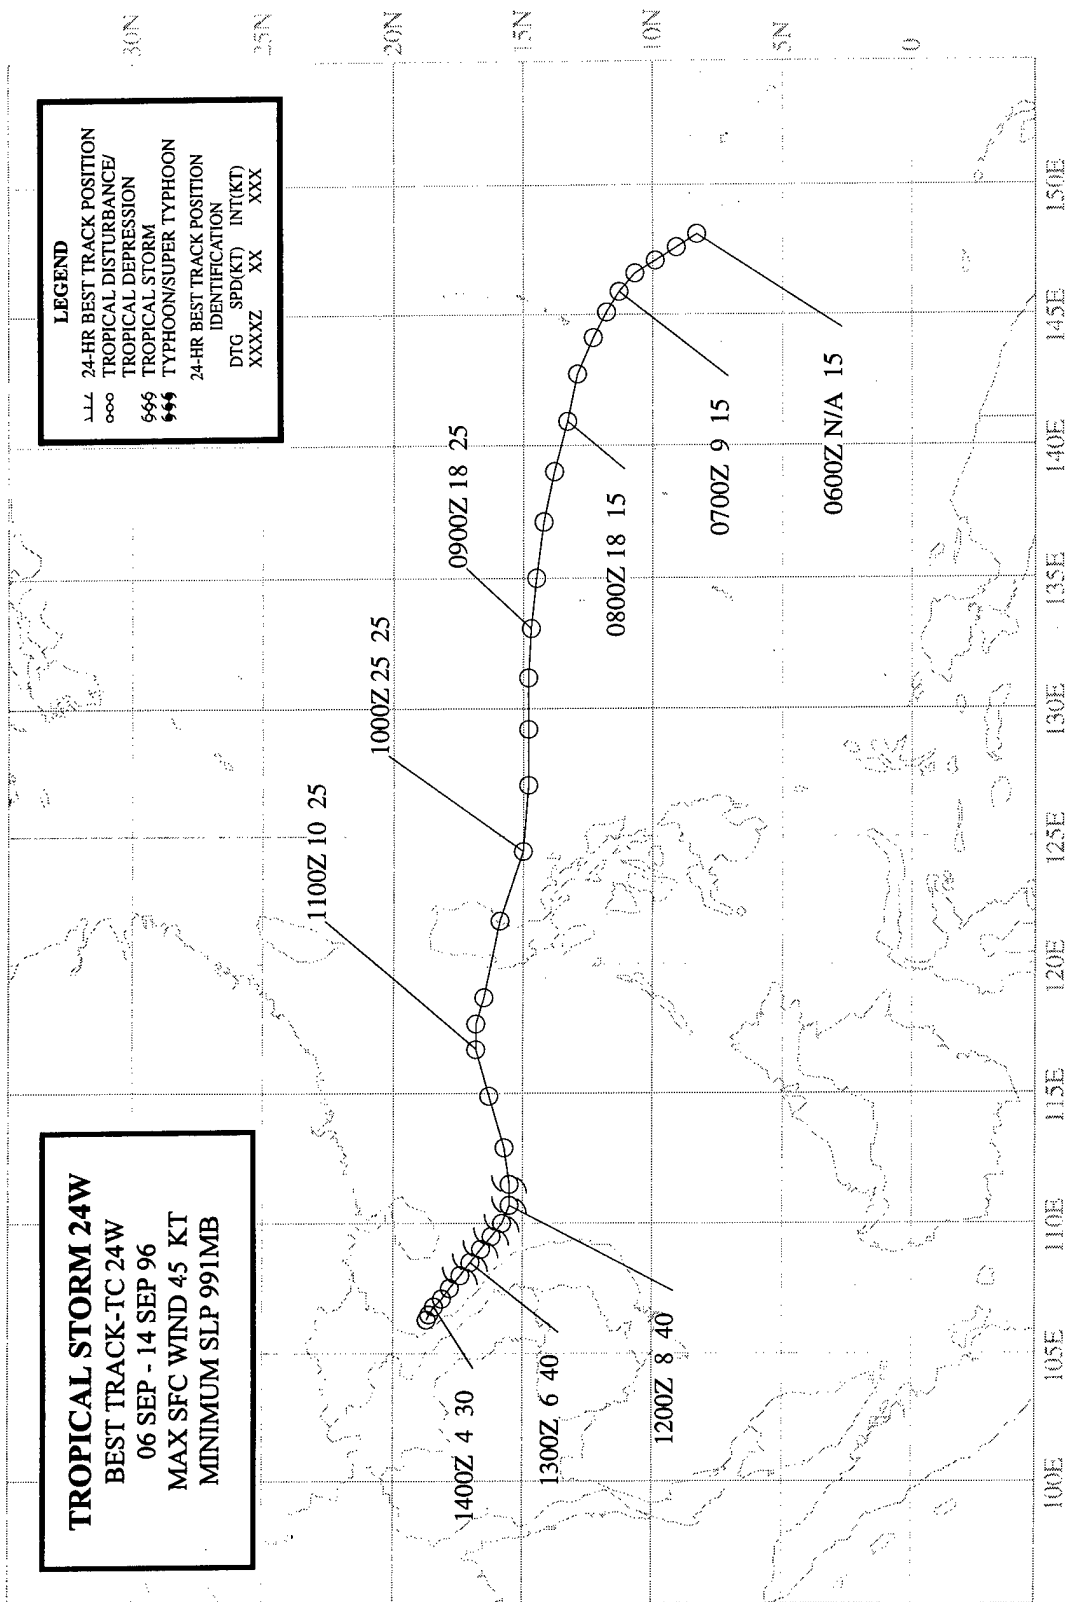 TROPICAL STORM 24W
BEST TRACK-TC 24W
06 SEP - 14 SEP 96
MAX SFC WIND 45 KT
MINIMUM SLP 991MB
LEGEND
24-HR BEST TRACK POSITION
TROPICAL DISTURBANCE/
TROPICAL DEPRESSION
TROPICAL STORM
TYPHOON/SUPER TYPHOON
24-HR BEST TRACK POSITION
IDENTIFICATION
DTG SPD(KT) INT(KT)
XXXXZ XX XXX
30N
25N
20N
15N
10N
5N
0
1100Z 10 25
1000Z 25 25
0900Z 18 25
0800Z 18 15
0700Z 9 15
0600Z N/A 15
1400Z 4 30
1300Z 6 40
1200Z 8 40
100E
105E
110E
115E
120E
125E
130E
135E
140E
145E
150E